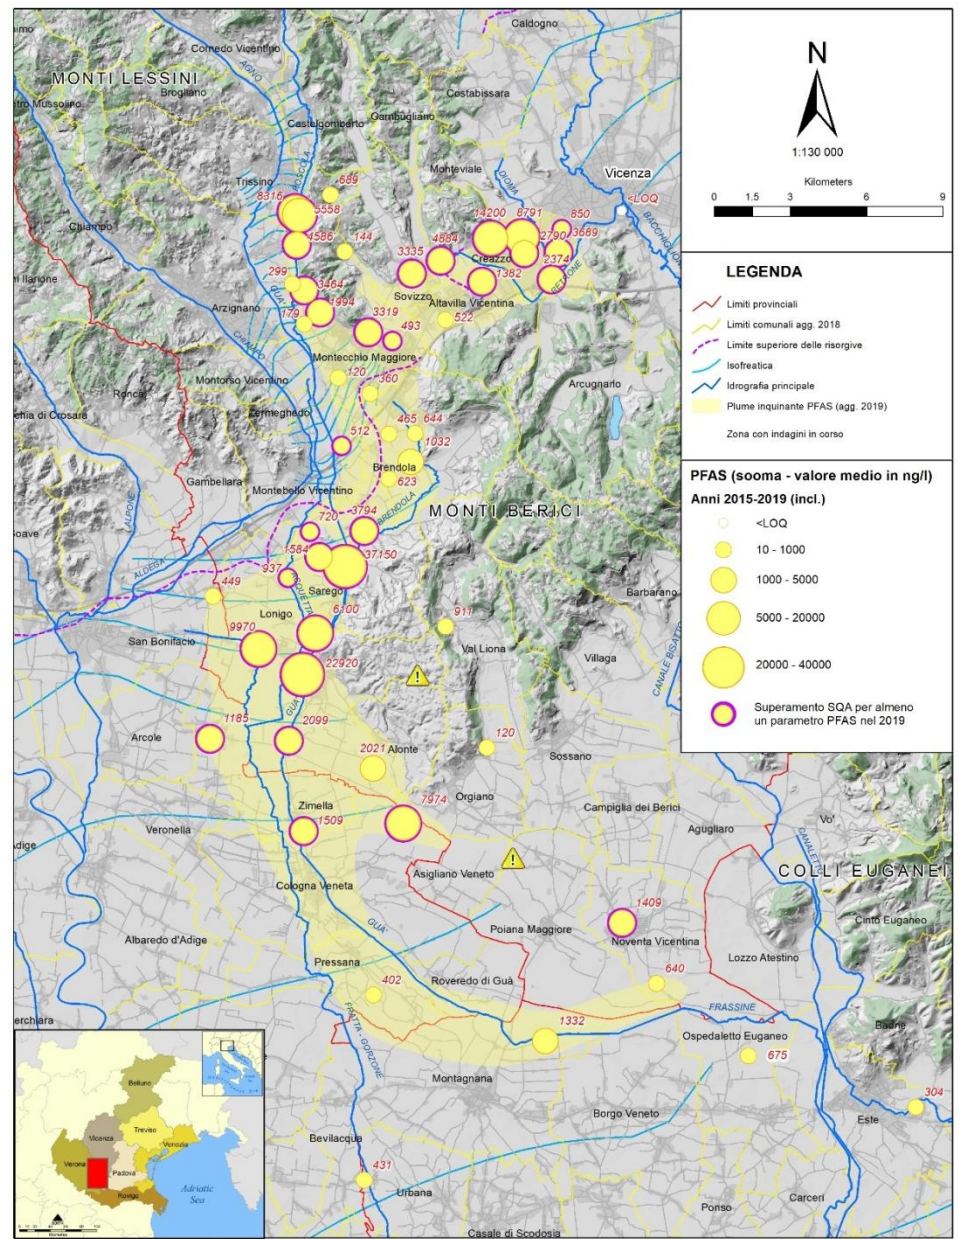 Caldogno
Cornedo Vicentino
MONTI LESSINI
AGNO
Brogliano
Costabissara
Gambugliano
Castelgomberto
Monteviale
Trissino
689
DIOMA
Vicenza
<LOQ
8316
5558
14200
8791
850
BACCHIGLIONE
Chiampo
4586
144
4884
2790
3689
Creazzo
3335
2374
299
3464
1382
RETRONE
Sovizzo
Arzignano
GUA'
1994
Altavilla Vicentina
179
3319
493
522
CHIAMPO
Montecchio Maggiore
Montorso Vicentino
120
360
Arcugnano
Zermeghedo
465
644
512
1032
Brendola
Gambellara
623
Montebello Vicentino
BRENDOLA
3794
MONTI BERICI
L'ALPONE
720
Soave
1584
37150
ALDEGA'
937
449
Sarego
Barbarano
Lonigo
6100
911
San Bonifacio
9970
Val Liona
Villaga
22920
CANALE BISATTO
GUA'
1185
2099
Arcole
120
2021
Alonte
Sossano
Orgiano
7974
Zimella
Campiglia dei Berici
1509
Veronella
Agugliaro
Vo'
COLLI EUGANEI
Asigliano Veneto
Cologna Veneta
1409
GUA'
Cinto Euganeo
Poiana Maggiore
Albaredo d'Adige
Noventa Vicentina
Lozzo Atestino
Pressana
Roveredo di Guà
640
402
FRASSINE
FRATTA - GORZONE
1332
Ospedaletto Euganeo
675
Montagnana
304
Este
Borgo Veneto
Bevilacqua
431
Urbana
Carceri
Ponso
Casale di Scodosia
N
1:130 000
Kilometers
0 1.5 3 6 9
LEGENDA
Limiti provinciali
Limiti comunali agg. 2018
Limite superiore delle risorgive
Isofreatica
Idrografia principale
Plume inquinante PFAS (agg. 2019)
Zona con indagini in corso
PFAS (sooma - valore medio in ng/l)
Anni 2015-2019 (incl.)
<LOQ
10 - 1000
1000 - 5000
5000 - 20000
20000 - 40000
Superamento SQA per almeno
un parametro PFAS nel 2019
Belluno
Treviso
Vicenza
Venezia
Verona
Padova
Rovigo
Adriatic
Sea